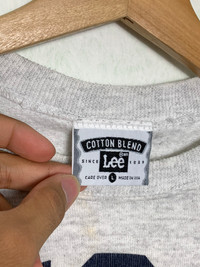 COTTON BLEND
SINCE Lee 1889
CARE OVER L MADE IN USA